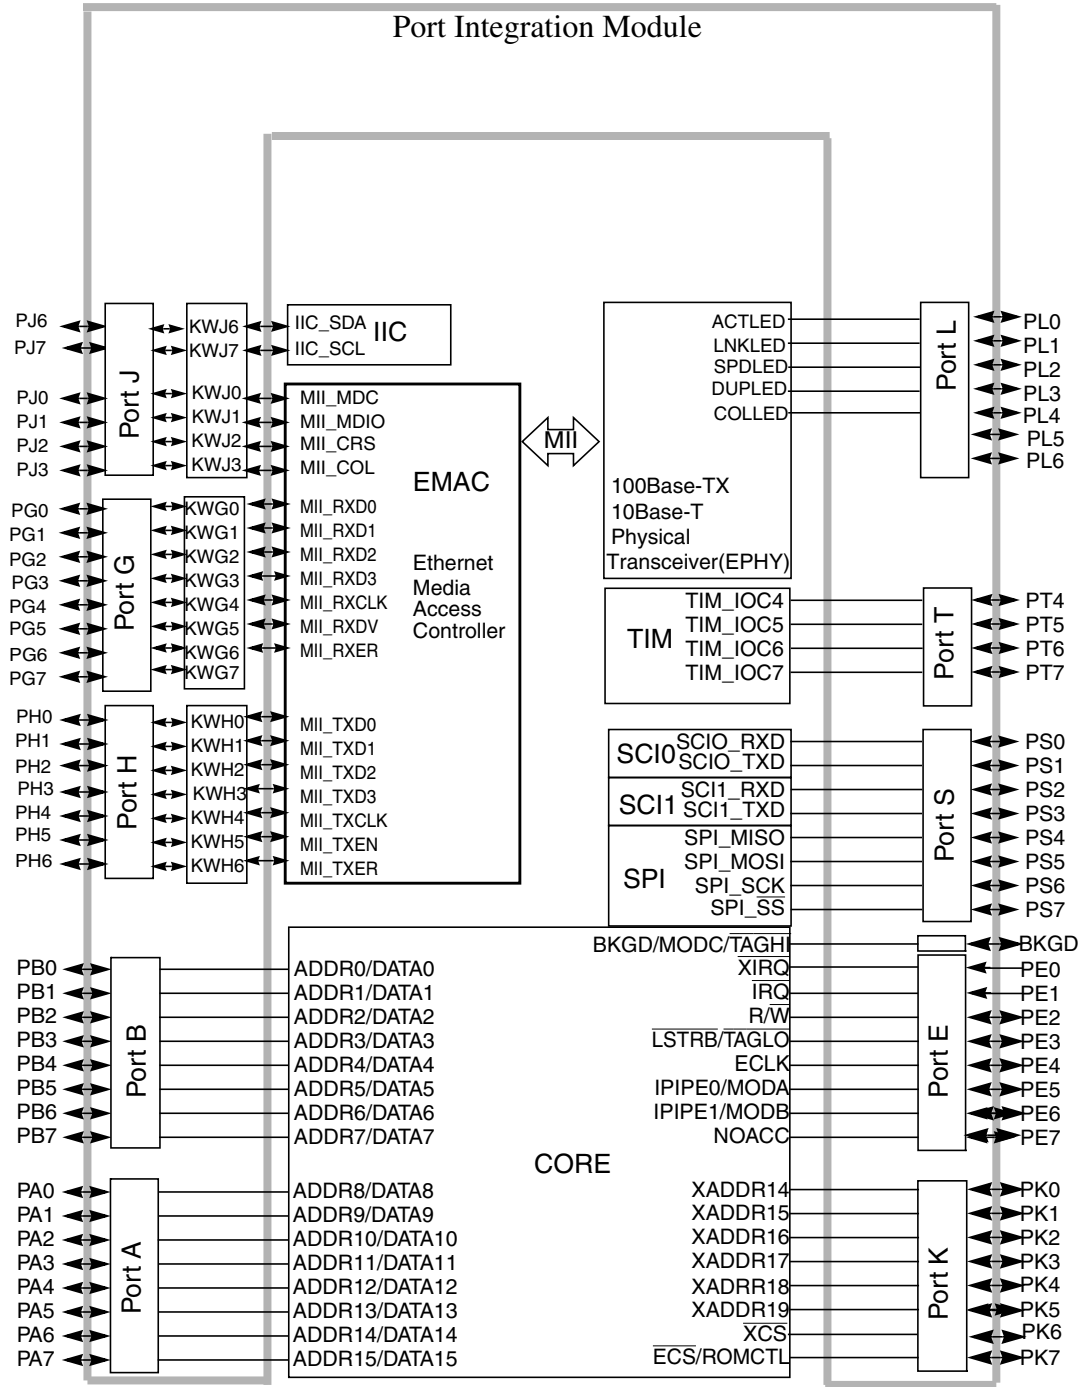 Port Integration Module
PJ6
PJ7
PJ0
PJ1
PJ2
PJ3
Port J
KWJ6
KWJ7
KWJ0
KWJ1
KWJ2
KWJ3
IIC_SDA
IIC_SCL
IIC
MII_MDC
MII_MDIO
MII_CRS
MII_COL
PG0
PG1
PG2
PG3
PG4
PG5
PG6
PG7
Port G
KWG0
KWG1
KWG2
KWG3
KWG4
KWG5
KWG6
KWG7
MII_RXD0
MII_RXD1
MII_RXD2
MII_RXD3
MII_RXCLK
MII_RXDV
MII_RXER
EMAC
Ethernet
Media
Access
Controller
PH0
PH1
PH2
PH3
PH4
PH5
PH6
Port H
KWH0
KWH1
KWH2
KWH3
KWH4
KWH5
KWH6
MII_TXD0
MII_TXD1
MII_TXD2
MII_TXD3
MII_TXCLK
MII_TXEN
MII_TXER
MII
ACTLED
LNKLED
SPDLED
DUPLED
COLLED
100Base-TX
10Base-T
Physical
Transceiver(EPHY)
Port L
PL0
PL1
PL2
PL3
PL4
PL5
PL6
TIM
TIM_IOC4
TIM_IOC5
TIM_IOC6
TIM_IOC7
Port T
PT4
PT5
PT6
PT7
SCI0
SCIO_RXD
SCIO_TXD
SCI1
SCI1_RXD
SCI1_TXD
SPI
SPI_MISO
SPI_MOSI
SPI_SCK
SPI_SS
Port S
PS0
PS1
PS2
PS3
PS4
PS5
PS6
PS7
PB0
PB1
PB2
PB3
PB4
PB5
PB6
PB7
Port B
ADDR0/DATA0
ADDR1/DATA1
ADDR2/DATA2
ADDR3/DATA3
ADDR4/DATA4
ADDR5/DATA5
ADDR6/DATA6
ADDR7/DATA7
PA0
PA1
PA2
PA3
PA4
PA5
PA6
PA7
Port A
ADDR8/DATA8
ADDR9/DATA9
ADDR10/DATA10
ADDR11/DATA11
ADDR12/DATA12
ADDR13/DATA13
ADDR14/DATA14
ADDR15/DATA15
CORE
BKGD/MODC/TAGHI
XIRQ
IRQ
R/W
LSTRB/TAGLO
ECLK
IPIPE0/MODA
IPIPE1/MODB
NOACC
BKGD
Port E
PE0
PE1
PE2
PE3
PE4
PE5
PE6
PE7
XADDR14
XADDR15
XADDR16
XADDR17
XADRR18
XADDR19
XCS
ECS/ROMCTL
Port K
PK0
PK1
PK2
PK3
PK4
PK5
PK6
PK7